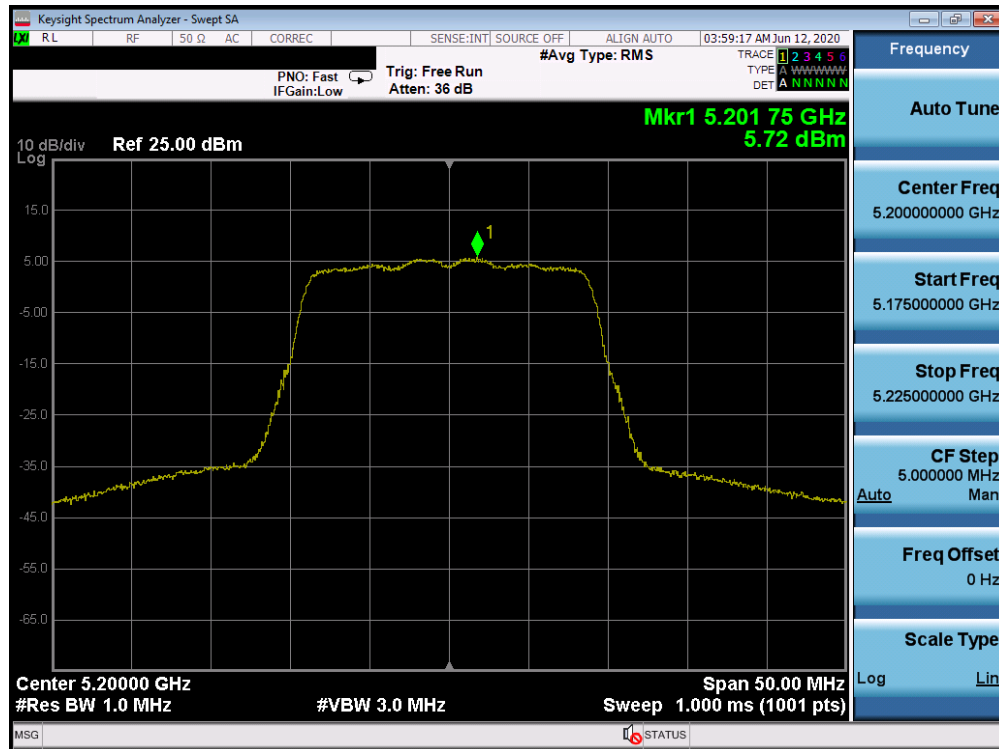 Keysight Spectrum Analyzer - Swept SA
LXI RL RF 50 Ω AC CORREC SENSE:INT SOURCE OFF ALIGN AUTO 03:59:17 AM Jun 12, 2020
#Avg Type: RMS
TRACE 1 2 3 4 5 6
TYPE A WWWWW
DET A N N N N N
PNO: Fast
IFGain:Low
Trig: Free Run
Atten: 36 dB
Mkr1 5.201 75 GHz
5.72 dBm
10 dB/div Ref 25.00 dBm
Log
15.0
5.00
-5.00
-15.0
-25.0
-35.0
-45.0
-55.0
-65.0
1
Center 5.20000 GHz Span 50.00 MHz
#Res BW 1.0 MHz #VBW 3.0 MHz Sweep 1.000 ms (1001 pts)
MSG STATUS
Frequency
Auto Tune
Center Freq
5.200000000 GHz
Start Freq
5.175000000 GHz
Stop Freq
5.225000000 GHz
CF Step
5.000000 MHz
Auto Man
Freq Offset
0 Hz
Scale Type
Log Lin